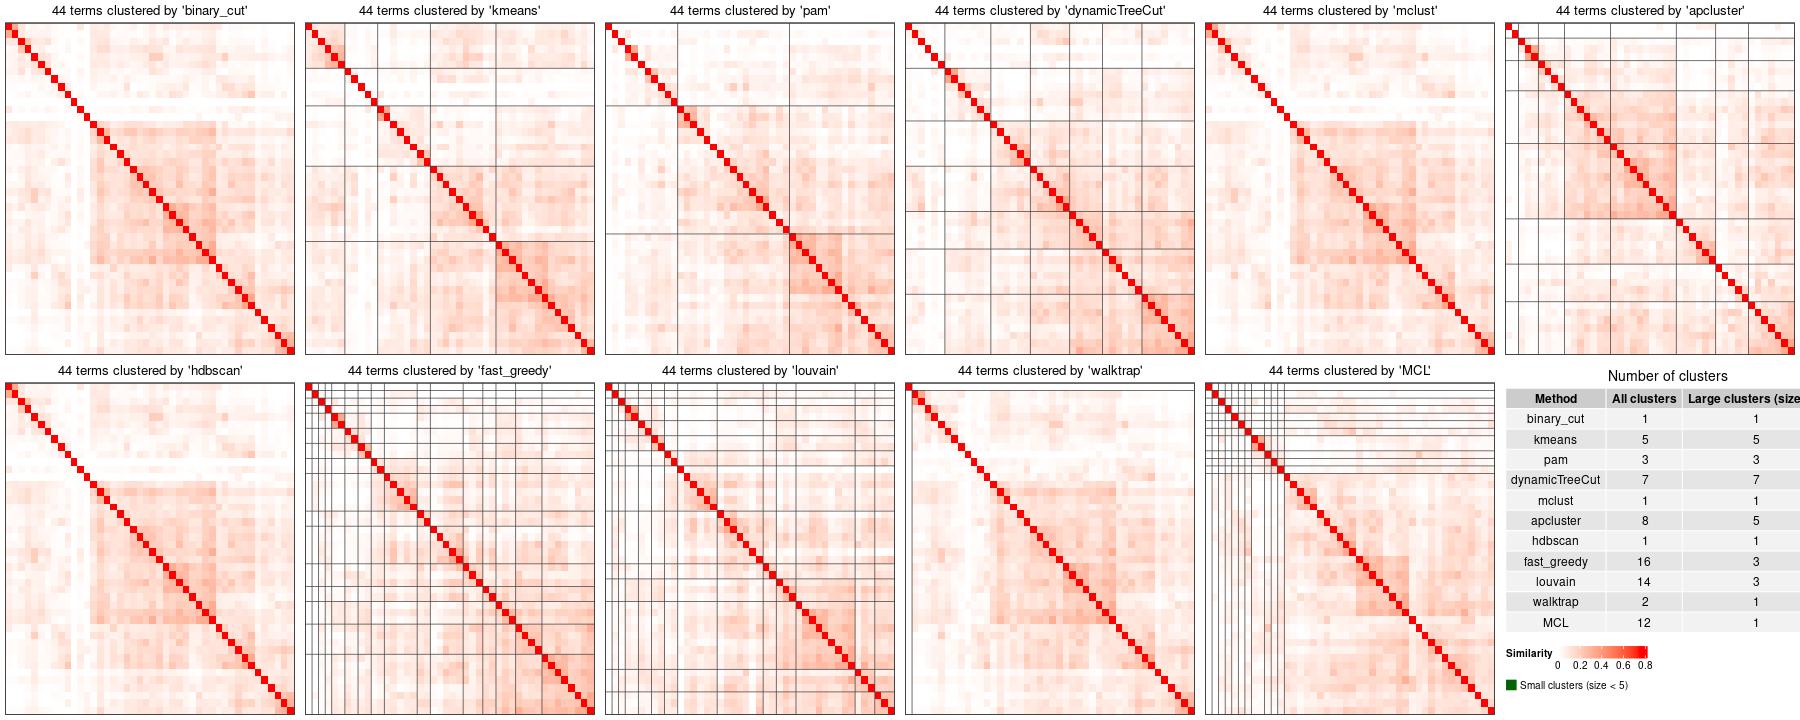 44 terms clustered by 'binary_cut'
44 terms clustered by 'kmeans'
44 terms clustered by 'pam'
44 terms clustered by 'dynamicTreeCut'
44 terms clustered by 'mclust'
44 terms clustered by 'apcluster'
44 terms clustered by 'hdbscan'
44 terms clustered by 'fast_greedy'
44 terms clustered by 'louvain'
44 terms clustered by 'walktrap'
44 terms clustered by 'MCL'
Number of clusters
Method All clusters Large clusters (size
binary_cut 1 1
kmeans 5 5
pam 3 3
dynamicTreeCut 7 7
mclust 1 1
apcluster 8 5
hdbscan 1 1
fast_greedy 16 3
louvain 14 3
walktrap 2 1
MCL 12 1
Similarity
0 0.2 0.4 0.6 0.8
Small clusters (size < 5)